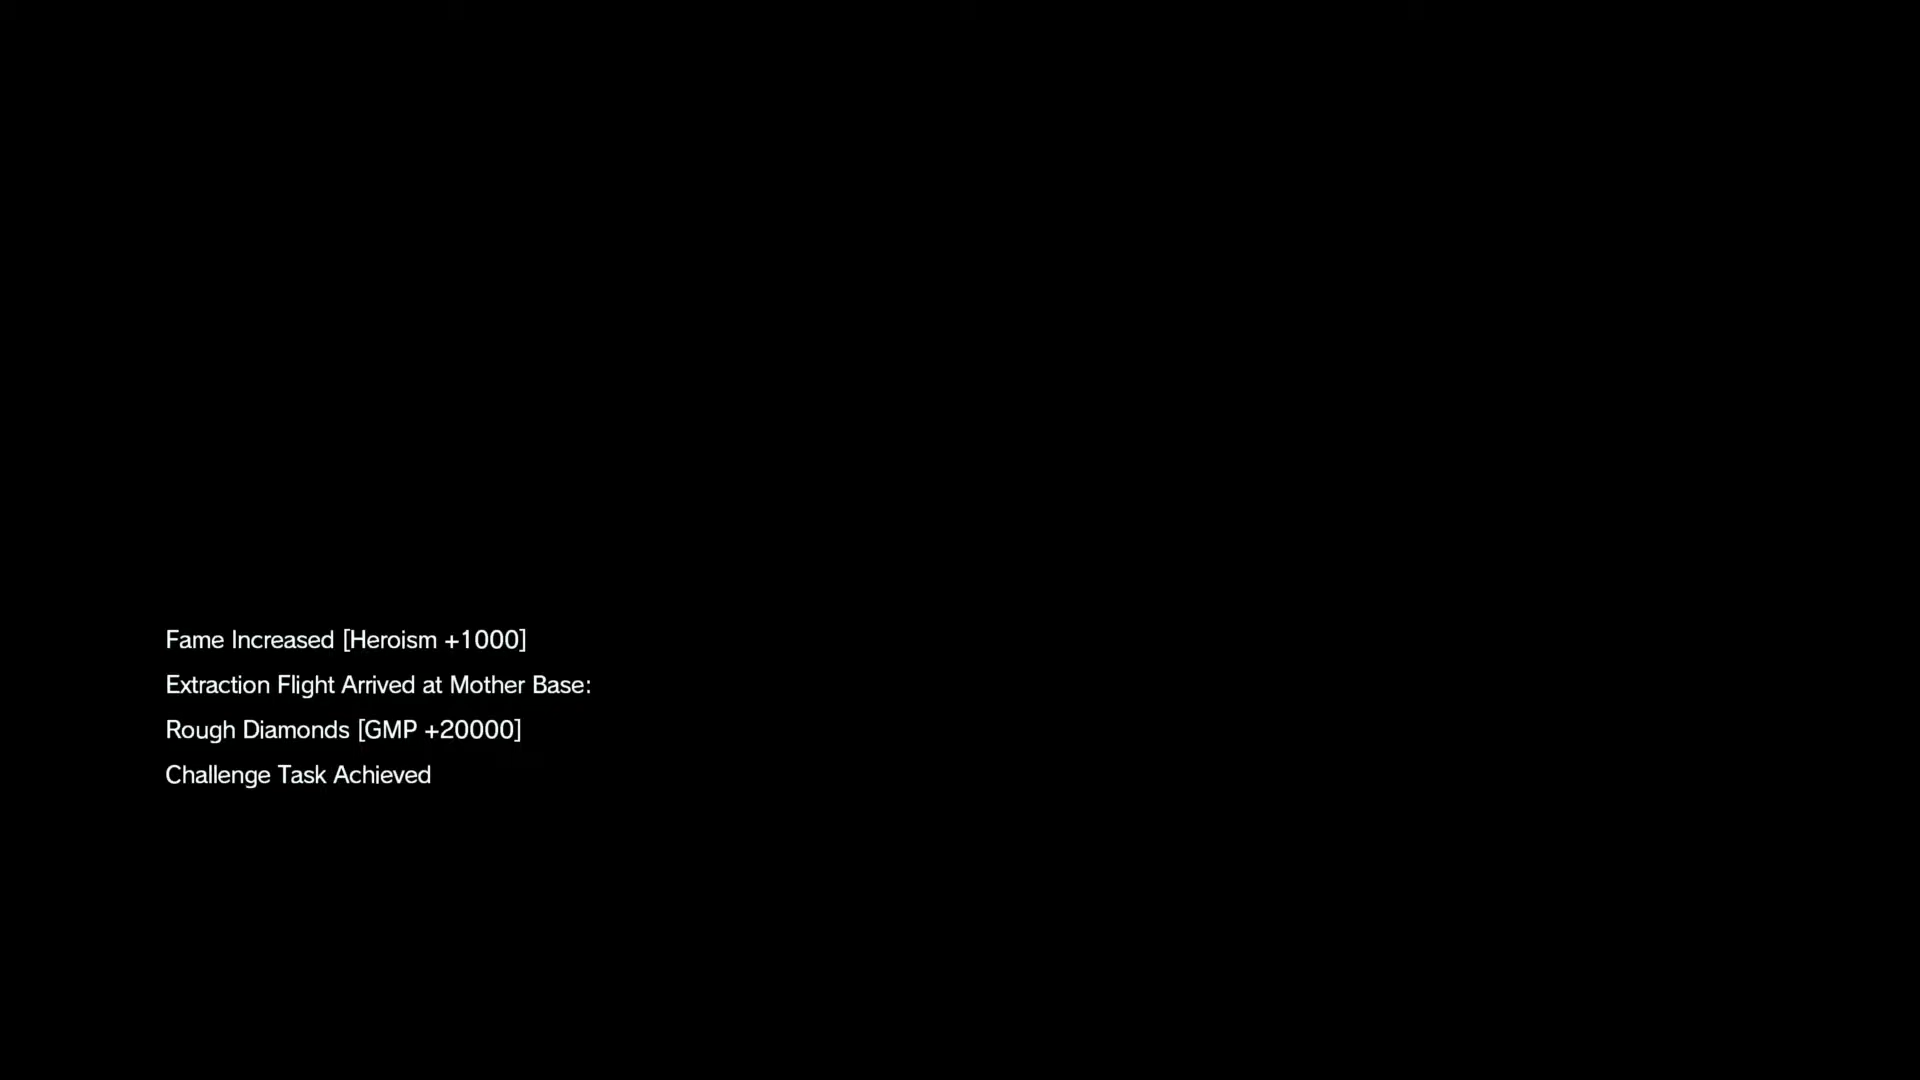 Fame Increased [Heroism +1000]
Extraction Flight Arrived at Mother Base:
Rough Diamonds [GMP +20000]
Challenge Task Achieved